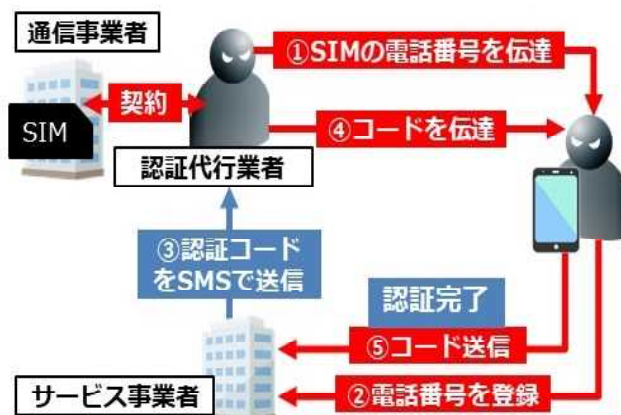 通信事業者
①SIMの電話番号を伝達
契約
SIM
④コードを伝達
認証代行業者
③認証コード
をSMSで送信
認証完了
⑤コード送信
サービス事業者
②電話番号を登録